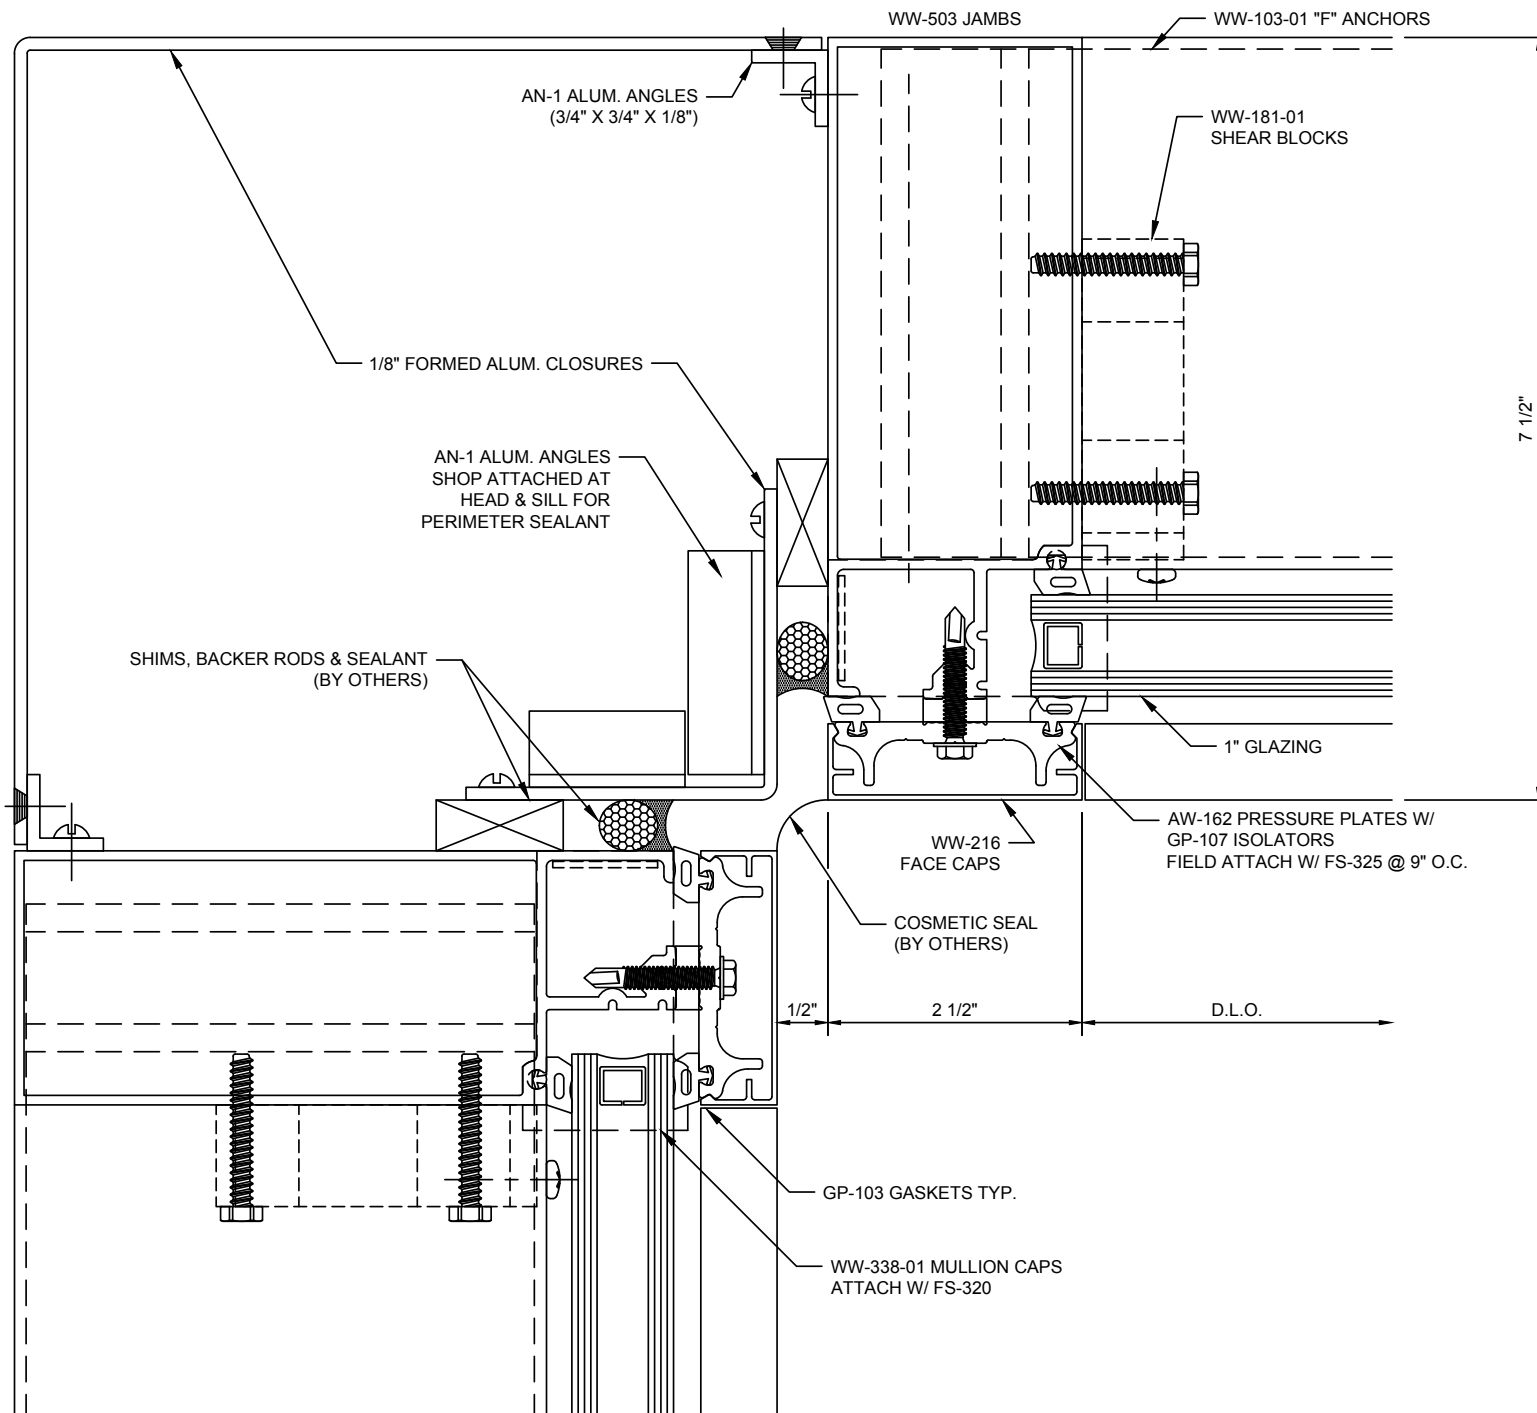 WW-503 JAMBS
WW-103-01 "F" ANCHORS
AN-1 ALUM. ANGLES
(3/4" X 3/4" X 1/8")
WW-181-01
SHEAR BLOCKS
1/8" FORMED ALUM. CLOSURES
7 1/2"
AN-1 ALUM. ANGLES
SHOP ATTACHED AT
HEAD & SILL FOR
PERIMETER SEALANT
SHIMS, BACKER RODS & SEALANT
(BY OTHERS)
1" GLAZING
AW-162 PRESSURE PLATES W/
GP-107 ISOLATORS
FIELD ATTACH W/ FS-325 @ 9" O.C.
WW-216
FACE CAPS
COSMETIC SEAL
(BY OTHERS)
1/2"
2 1/2"
D.L.O.
GP-103 GASKETS TYP.
WW-338-01 MULLION CAPS
ATTACH W/ FS-320